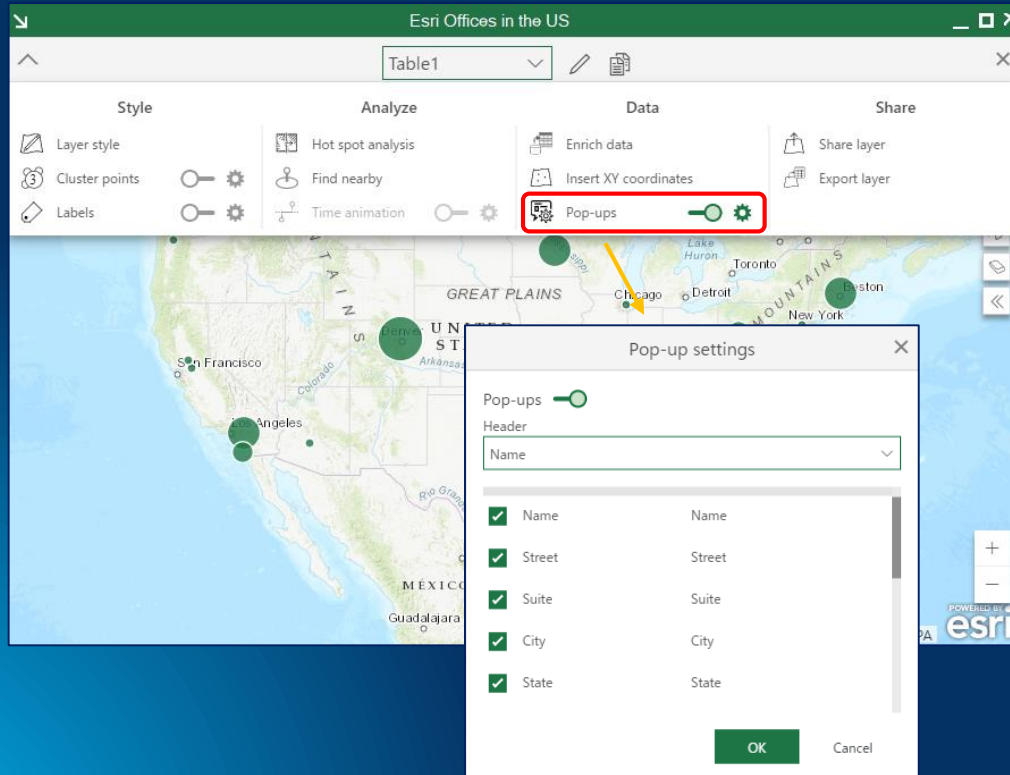 Esri Offices in the US
Table1
Style
Analyze
Data
Share
Layer style
Hot spot analysis
Enrich data
Share layer
3
Cluster points
Find nearby
Insert XY coordinates
Export layer
Labels
Time animation
Pop-ups
Lake
Huron
Toronto
GREAT PLAINS
Chicago
Detroit
Boston
MOUNTAINS
New York
Denver
UNITED
ST
Arkansas
San Francisco
Colorado
Los Angeles
Rio Gran
MÉXICO
Guadalajara
Pop-up settings
Pop-ups
Header
Name
Name Name
Street Street
Suite Suite
City City
State State
OK
Cancel
+
−
POWERED BY
esri
PA